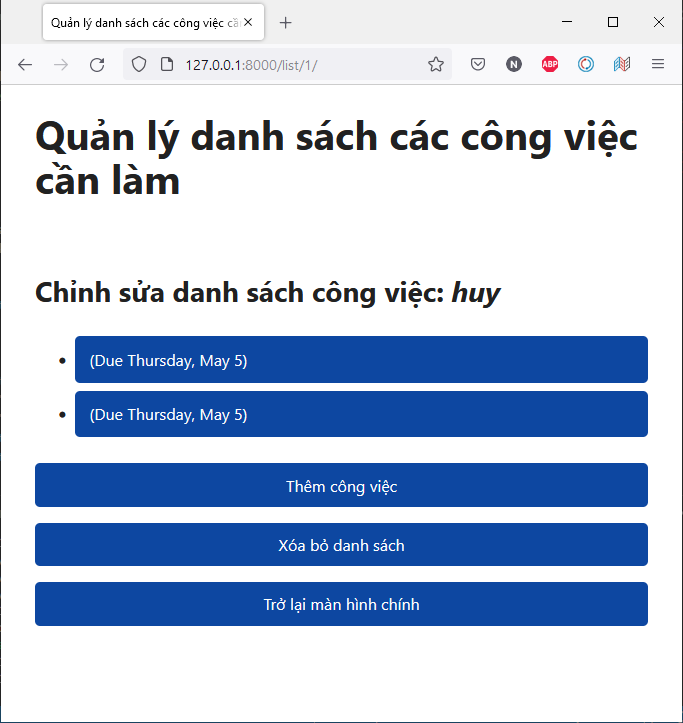 Quản lý danh sách các công việc cầ
127.0.0.1:8000/list/1/
N
ABP
Quản lý danh sách các công việc
cần làm
Chỉnh sửa danh sách công việc: huy
(Due Thursday, May 5)
(Due Thursday, May 5)
Thêm công việc
Xóa bỏ danh sách
Trở lại màn hình chính